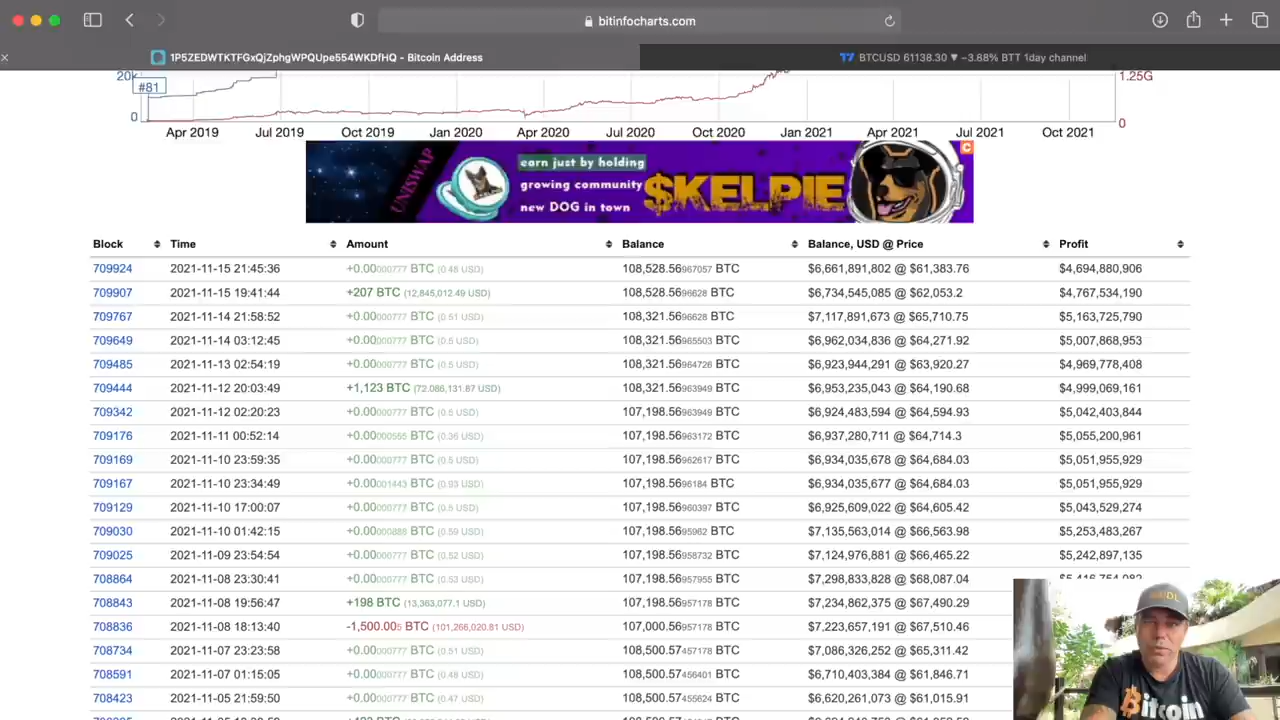 bitinfocharts.com
1P5ZEDWTKTFGxQjZphgWPQUpe554WKDfHQ - Bitcoin Address
BTCUSD 61138.30 ▼ −3.88% BTT 1day channel
20k
1.25G
#81
0
0
Apr 2019 Jul 2019 Oct 2019 Jan 2020 Apr 2020 Jul 2020 Oct 2020 Jan 2021 Apr 2021 Jul 2021 Oct 2021
UNISWAP
earn just by holding
growing community
new DOG in town
$KELPIE
C
Block Time Amount Balance Balance, USD @ Price Profit
709924 2021-11-15 21:45:36 +0.00000777 BTC (0.48 USD) 108,528.56967057 BTC $6,661,891,802 @ $61,383.76 $4,694,880,906
709907 2021-11-15 19:41:44 +207 BTC (12,845,012.49 USD) 108,528.5696628 BTC $6,734,545,085 @ $62,053.2 $4,767,534,190
709767 2021-11-14 21:58:52 +0.00000777 BTC (0.51 USD) 108,321.5696628 BTC $7,117,891,673 @ $65,710.75 $5,163,725,790
709649 2021-11-14 03:12:45 +0.00000777 BTC (0.5 USD) 108,321.56965503 BTC $6,962,034,836 @ $64,271.92 $5,007,868,953
709485 2021-11-13 02:54:19 +0.00000777 BTC (0.5 USD) 108,321.56964726 BTC $6,923,944,291 @ $63,920.27 $4,969,778,408
709444 2021-11-12 20:03:49 +1,123 BTC (72,086,131.87 USD) 108,321.56963949 BTC $6,953,235,043 @ $64,190.68 $4,999,069,161
709342 2021-11-12 02:20:23 +0.00000777 BTC (0.5 USD) 107,198.56963949 BTC $6,924,483,594 @ $64,594.93 $5,042,403,844
709176 2021-11-11 00:52:14 +0.00000555 BTC (0.36 USD) 107,198.56963172 BTC $6,937,280,711 @ $64,714.3 $5,055,200,961
709169 2021-11-10 23:59:35 +0.00000777 BTC (0.5 USD) 107,198.56962617 BTC $6,934,035,678 @ $64,684.03 $5,051,955,929
709167 2021-11-10 23:34:49 +0.00001443 BTC (0.93 USD) 107,198.5696184 BTC $6,934,035,677 @ $64,684.03 $5,051,955,929
709129 2021-11-10 17:00:07 +0.00000777 BTC (0.5 USD) 107,198.56960397 BTC $6,925,609,022 @ $64,605.42 $5,043,529,274
709030 2021-11-10 01:42:15 +0.00000888 BTC (0.59 USD) 107,198.5695962 BTC $7,135,563,014 @ $66,563.98 $5,253,483,267
709025 2021-11-09 23:54:54 +0.00000777 BTC (0.52 USD) 107,198.56958732 BTC $7,124,976,881 @ $66,465.22 $5,242,897,135
708864 2021-11-08 23:30:41 +0.00000777 BTC (0.53 USD) 107,198.56957955 BTC $7,298,833,828 @ $68,087.04
708843 2021-11-08 19:56:47 +198 BTC (13,363,077.1 USD) 107,198.56957178 BTC $7,234,862,375 @ $67,490.29
708836 2021-11-08 18:13:40 -1,500.005 BTC (101,266,020.81 USD) 107,000.56957178 BTC $7,223,657,191 @ $67,510.46
708734 2021-11-07 23:23:58 +0.00000777 BTC (0.51 USD) 108,500.57457178 BTC $7,086,326,252 @ $65,311.42
708591 2021-11-07 01:15:05 +0.00000777 BTC (0.48 USD) 108,500.57456401 BTC $6,710,403,384 @ $61,846.71
708423 2021-11-05 21:59:50 +0.00000777 BTC (0.47 USD) 108,500.57455624 BTC $6,620,261,073 @ $61,015.91
Bitcoin